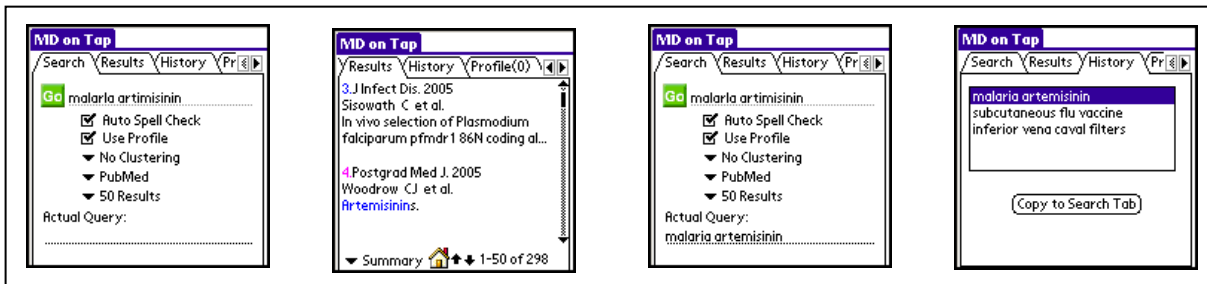 MD on Tap
Search Results History Pr
Go malarla artimisinin
Auto Spell Check
Use Profile
No Clustering
PubMed
50 Results
Actual Query:
MD on Tap
Results History Profile(0)
3.J Infect Dis. 2005
Sisowath C et al.
In vivo selection of Plasmodium
falciparum pfmdr1 86N coding al...
4.Postgrad Med J. 2005
Woodrow CJ et al.
Artemisinins.
Summary 1-50 of 298
MD on Tap
Search Results History Pr
Go malarla artimisinin
Auto Spell Check
Use Profile
No Clustering
PubMed
50 Results
Actual Query:
malaria artemisinin
MD on Tap
Search Results History Pr
malaria artemisinin
subcutaneous flu vaccine
inferior vena caval filters
Copy to Search Tab